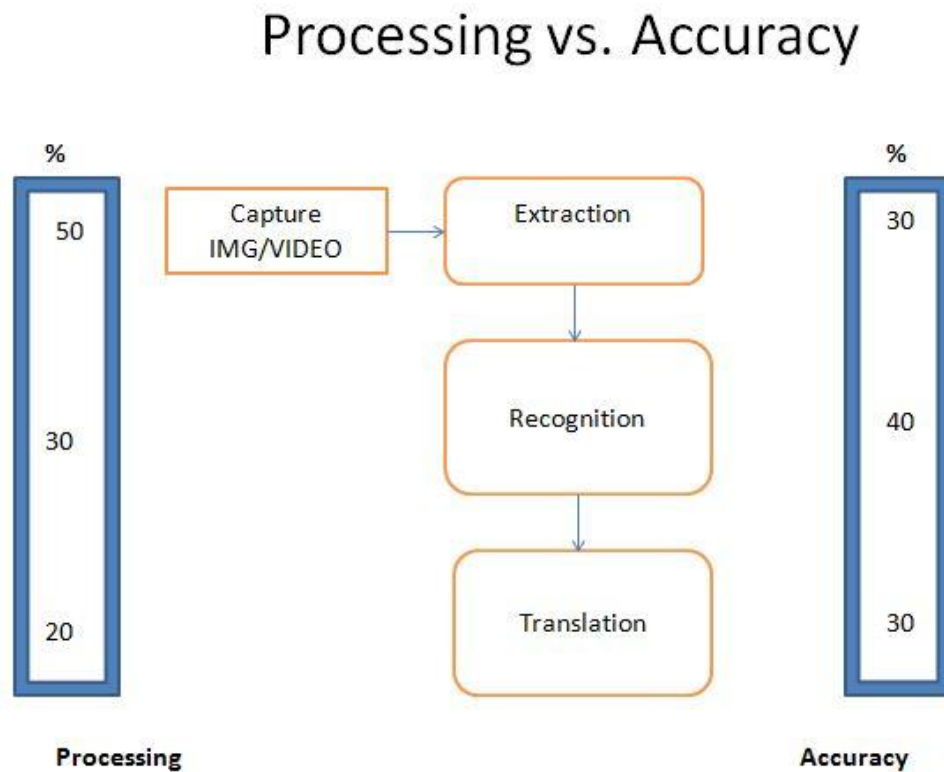 Processing vs. Accuracy
%
%
50
Capture
IMG/VIDEO
Extraction
30
30
Recognition
40
20
Translation
30
Processing
Accuracy